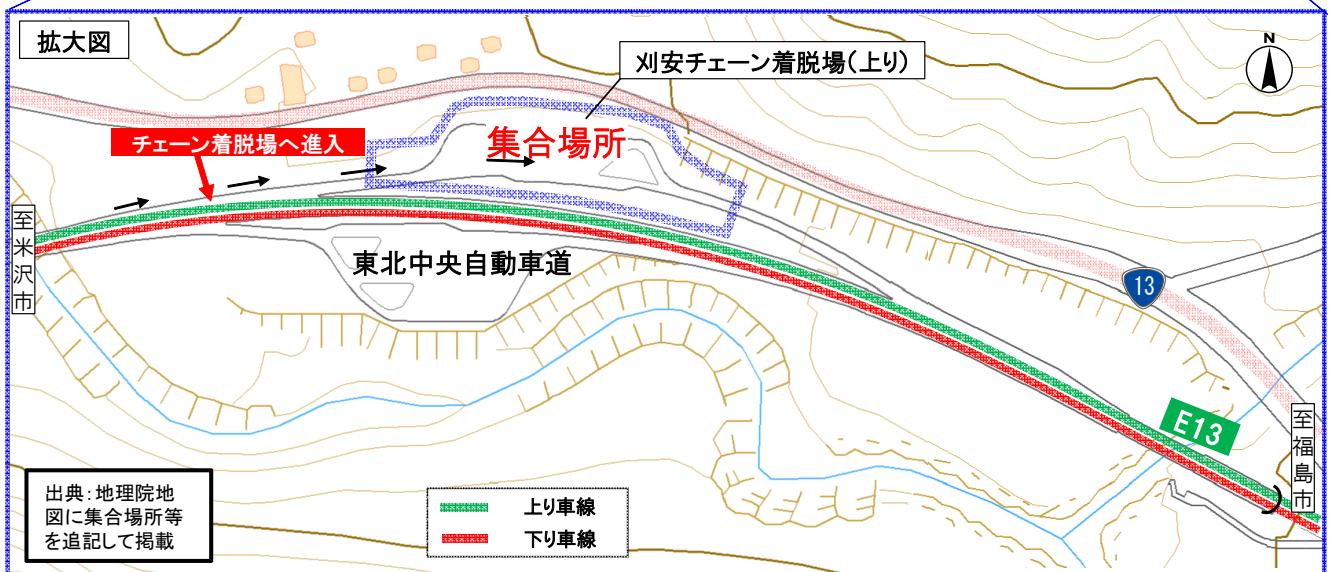 拡大図
刈安チェーン着脱場(上り)
N
チェーン着脱場へ進入
集合場所
至米沢市
東北中央自動車道
13
E13
至福島市
出典:地理院地
図に集合場所等
を追記して掲載
上り車線
下り車線